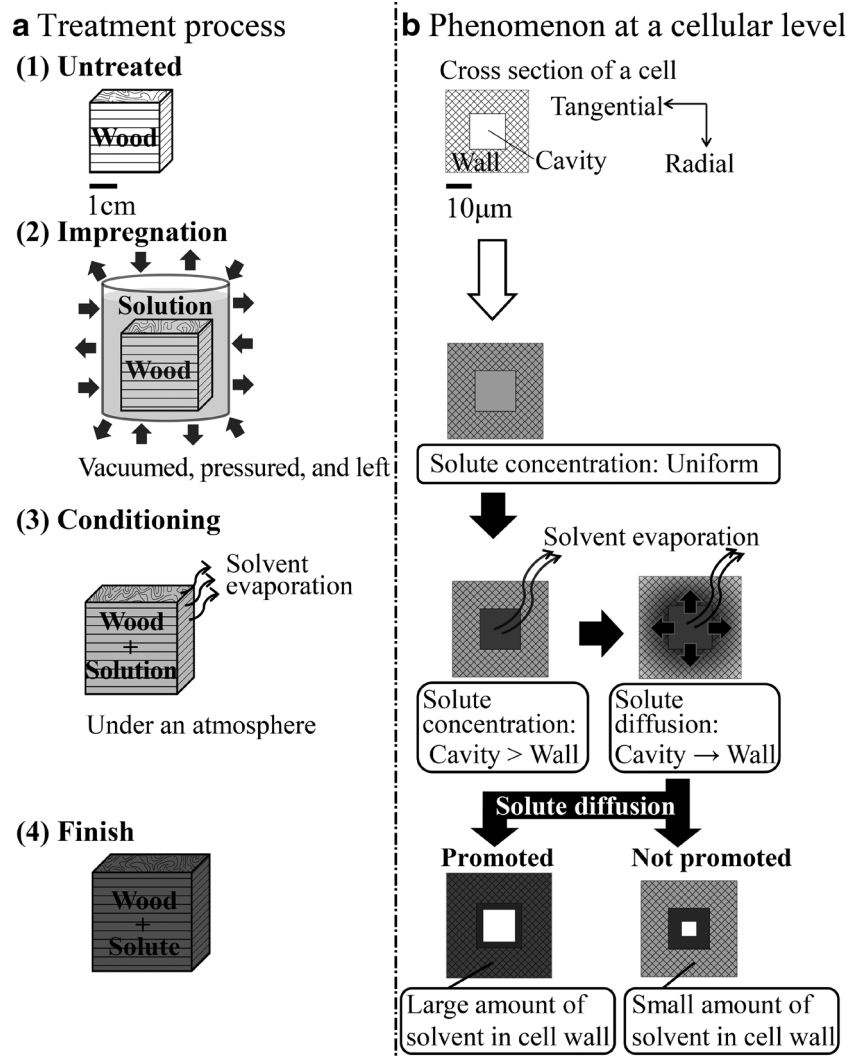 a Treatment process
(1) Untreated
Wood
1cm
(2) Impregnation
Solution
Wood
Vacuumed, pressured, and left
(3) Conditioning
Solvent
evaporation
Wood
+
Solution
Under an atmosphere
(4) Finish
Wood
+
Solute
b Phenomenon at a cellular level
Cross section of a cell
Tangential
Wall
Cavity
Radial
10μm
Solute concentration: Uniform
Solvent evaporation
Solute
concentration:
Cavity > Wall
Solute
diffusion:
Cavity → Wall
Solute diffusion
Promoted
Not promoted
Large amount of
solvent in cell wall
Small amount of
solvent in cell wall